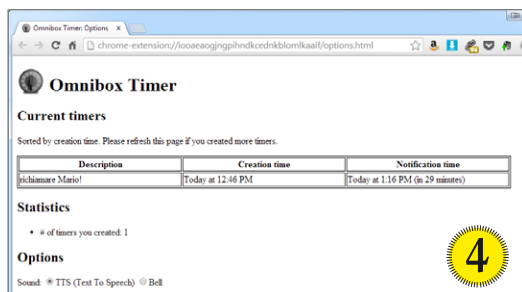 Omnibox Timer: Options
chrome-extension://iooaeaogjngpihndkcednkblomlkaaif/options.html
Omnibox Timer
Current timers
Sorted by creation time. Please refresh this page if you created more timers.
Description Creation time Notification time
richiamare Mario! Today at 12:46 PM Today at 1:16 PM (in 29 minutes)
Statistics
# of timers you created: 1
Options
Sound: TTS (Text To Speech) Bell
4